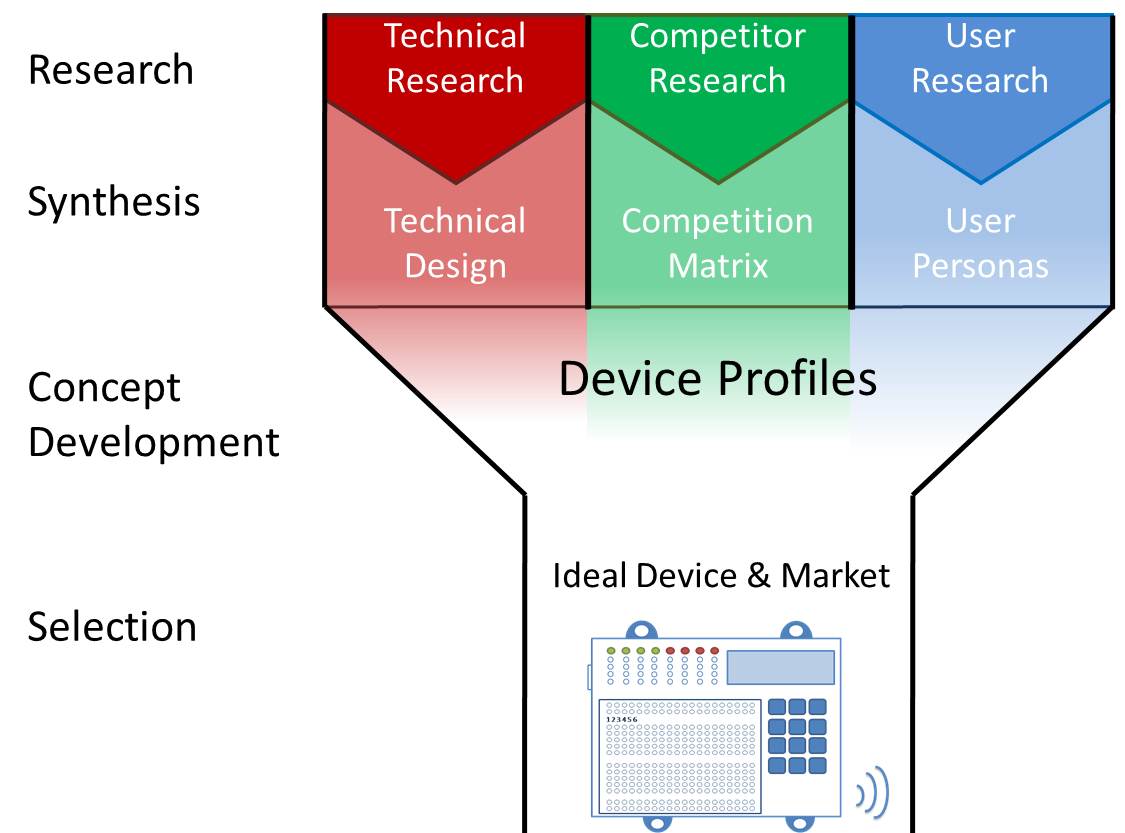 Research
Technical
Research
Competitor
Research
User
Research
Synthesis
Technical
Design
Competition
Matrix
User
Personas
Concept
Development
Device Profiles
Selection
Ideal Device & Market
123456